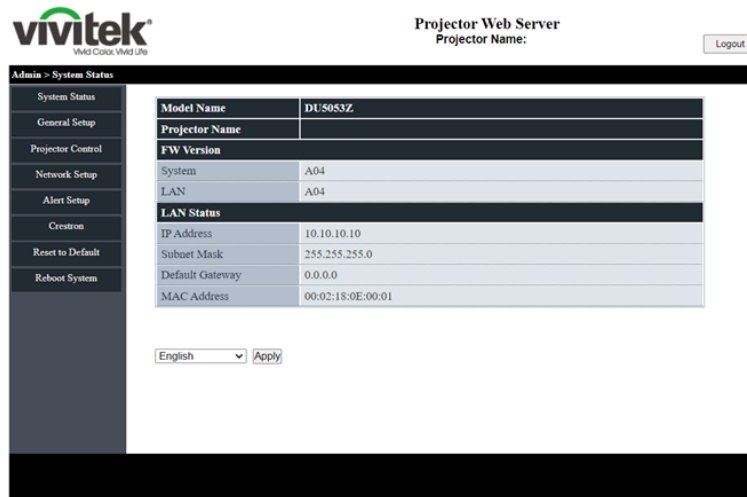 vivitek®
Vivid Color, Vivid Life
Projector Web Server
Projector Name:
Logout
Admin > System Status
System Status
General Setup
Projector Control
Network Setup
Alert Setup
Crestron
Reset to Default
Reboot System
Model Name DU5053Z
Projector Name
FW Version
System A04
LAN A04
LAN Status
IP Address 10.10.10.10
Subnet Mask 255.255.255.0
Default Gateway 0.0.0.0
MAC Address 00:02:18:0E:00:01
English Apply